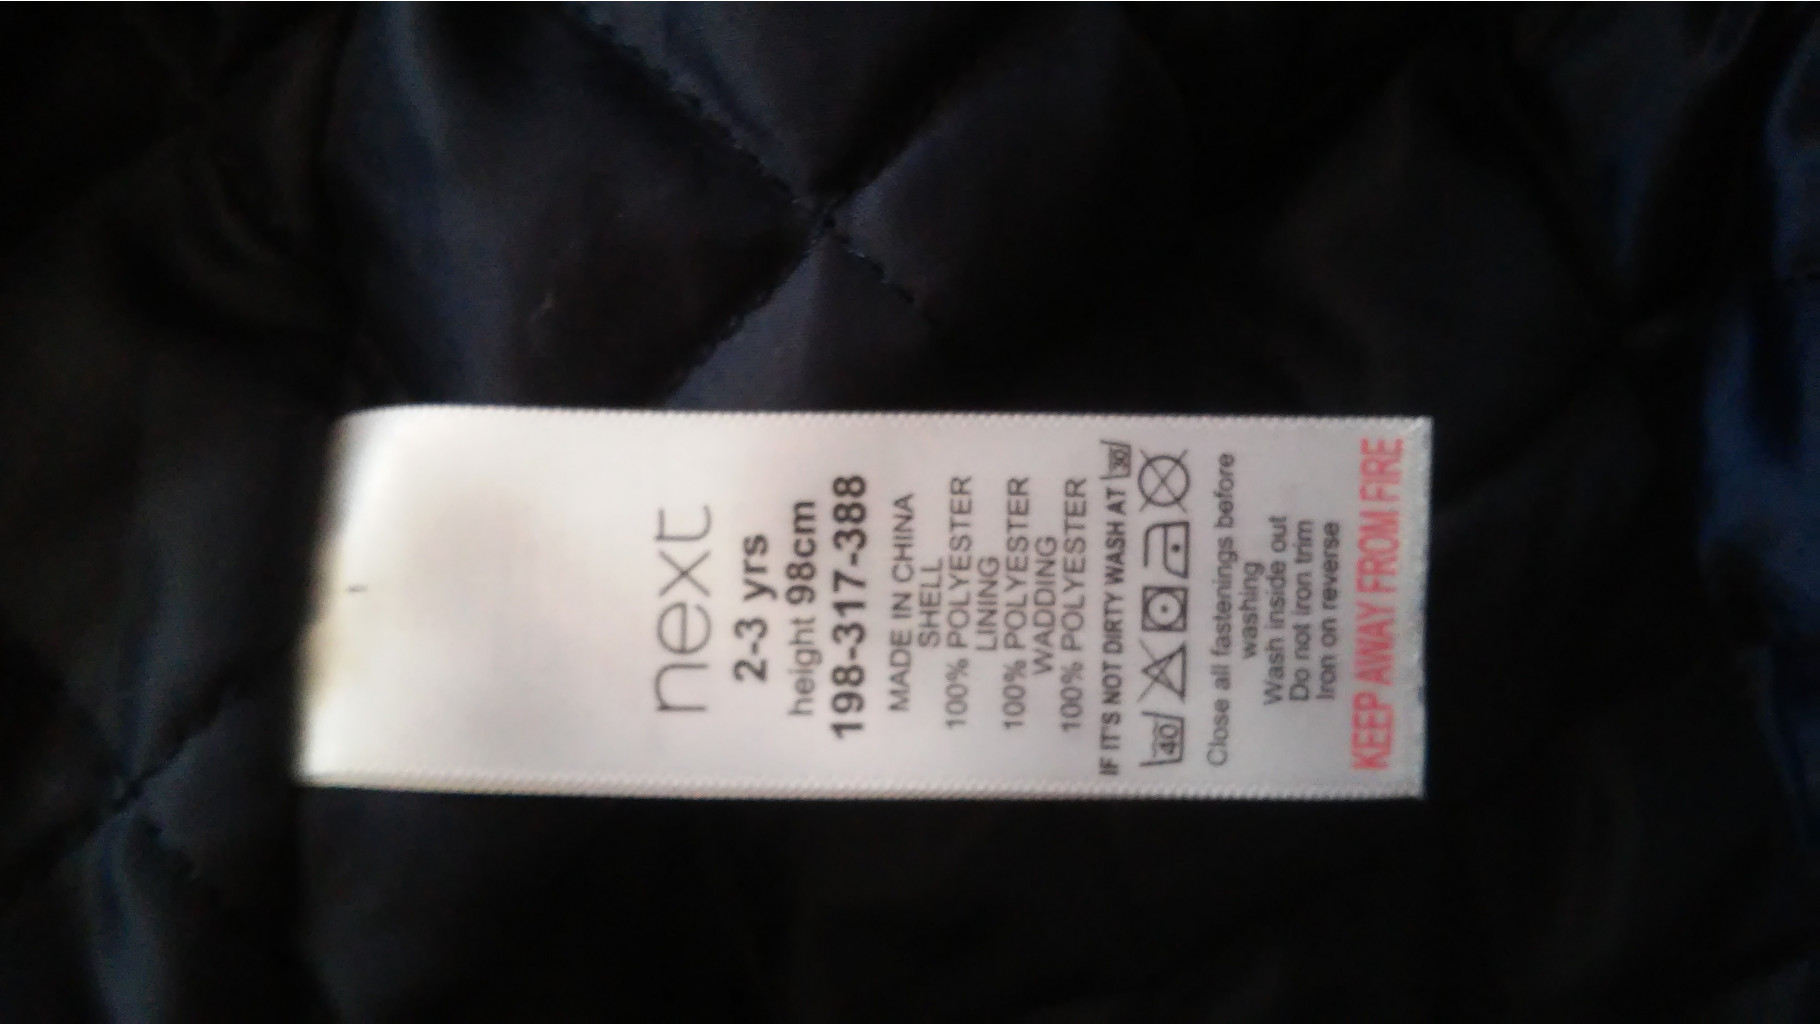 next
2-3 yrs
height 98cm
198-317-388
MADE IN CHINA
SHELL
100% POLYESTER
LINING
100% POLYESTER
WADDING
100% POLYESTER
IF IT'S NOT DIRTY WASH AT 30
40
Close all fastenings before
washing
Wash inside out
Do not iron trim
Iron on reverse
KEEP AWAY FROM FIRE